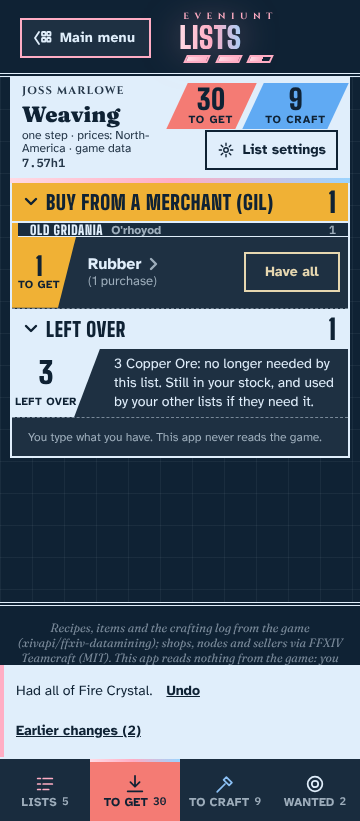 Main menu
EVENIUNT
LISTS
JOSS MARLOWE
Weaving
one step · prices: North-
America · game data
7.57h1
30
TO GET
9
TO CRAFT
List settings
BUY FROM A MERCHANT (GIL)
1
OLD GRIDANIA O'rhoyod
1
1
TO GET
Rubber
(1 purchase)
Have all
LEFT OVER
1
3
LEFT OVER
3 Copper Ore: no longer needed by
this list. Still in your stock, and used
by your other lists if they need it.
You type what you have. This app never reads the game.
Recipes, items and the crafting log from the game
(xivapi/ffxiv-datamining); shops, nodes and sellers via FFXIV
Teamcraft (MIT). This app reads nothing from the game: you
Had all of Fire Crystal. Undo
Earlier changes (2)
LISTS 5
TO GET 30
TO CRAFT 9
WANTED 2